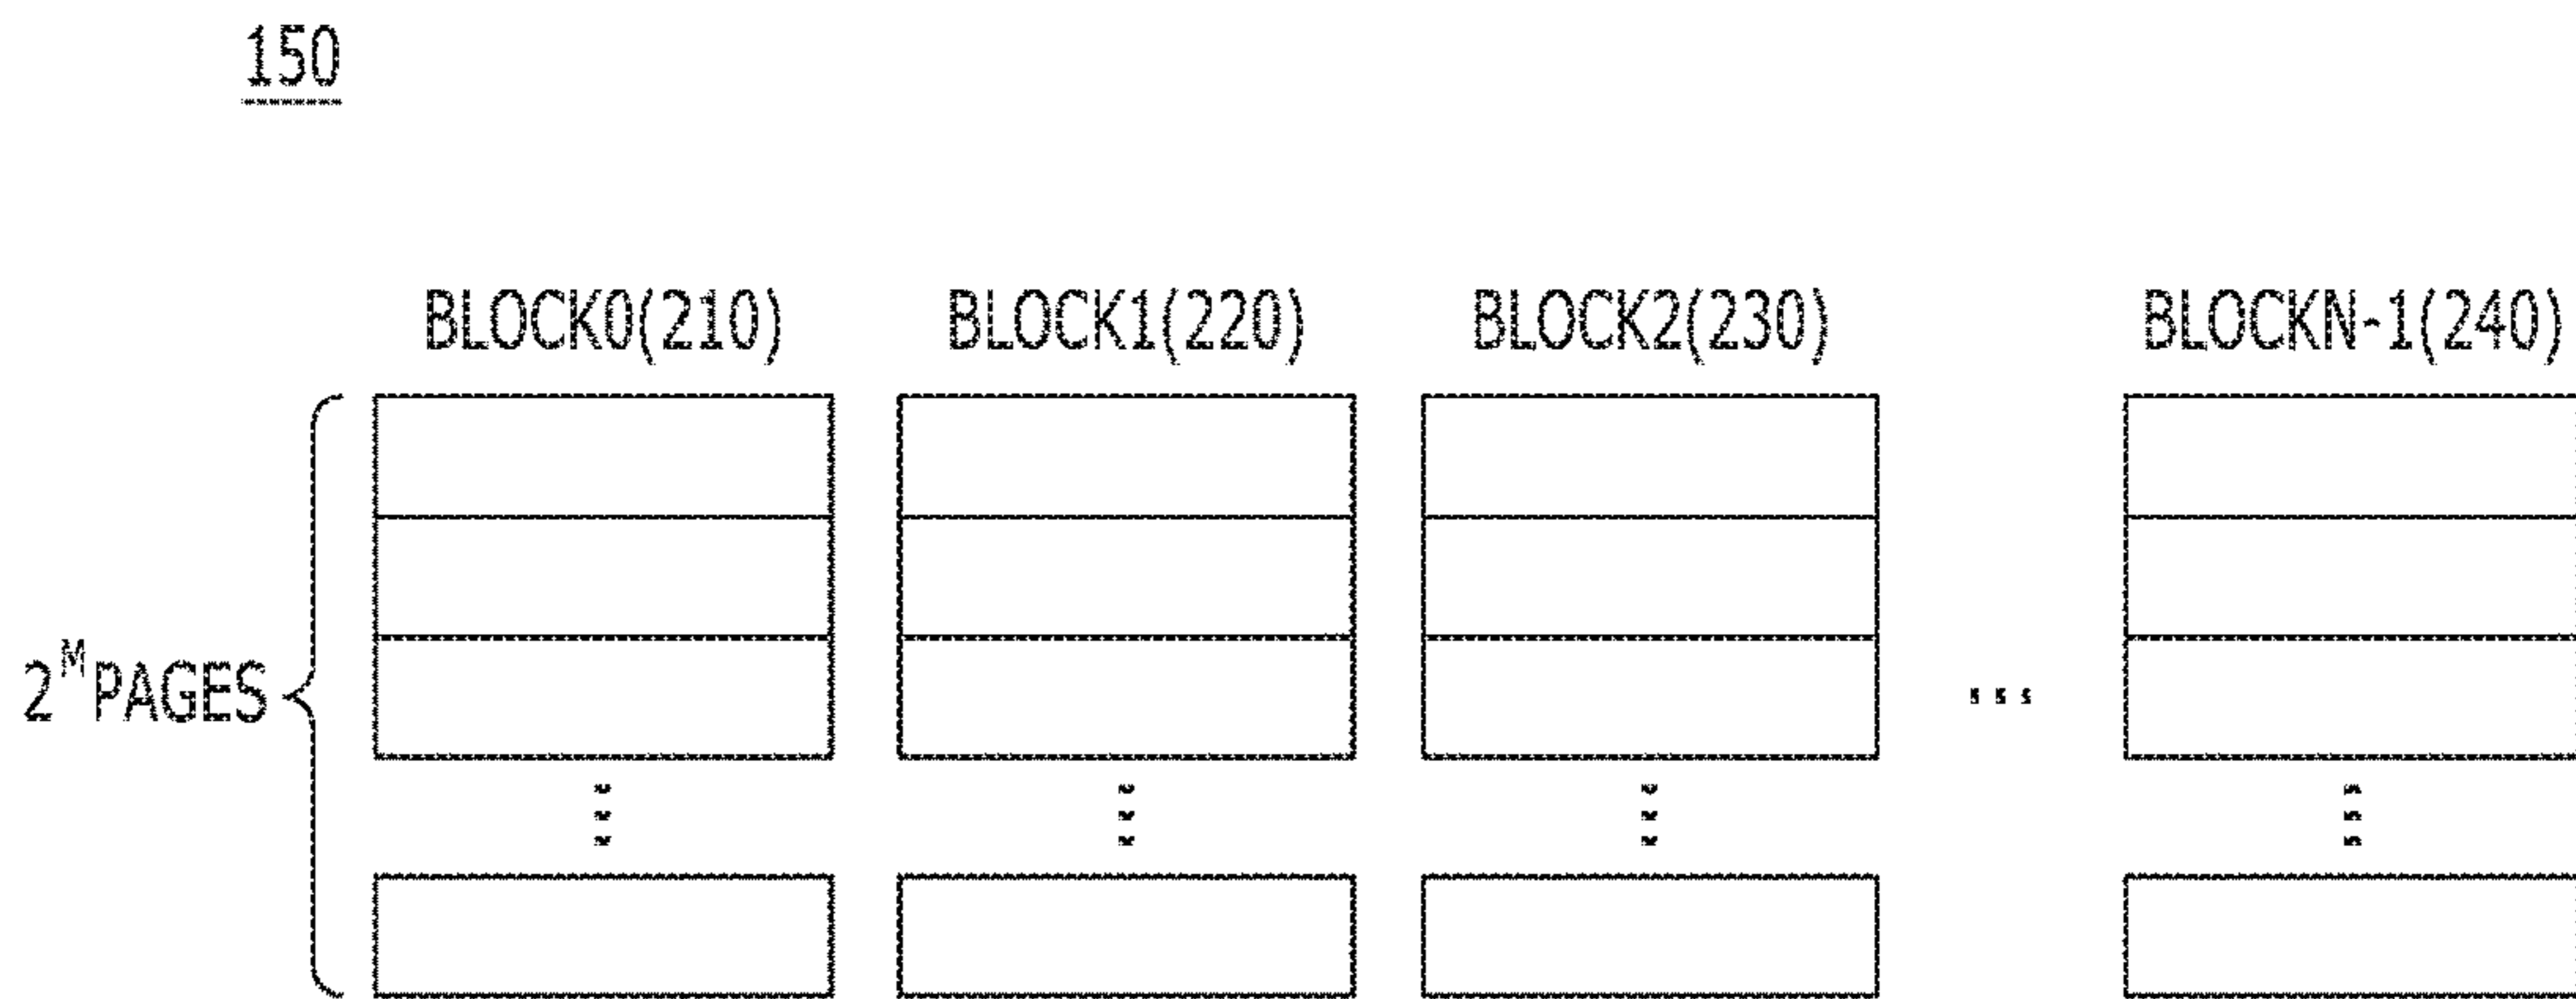 150
BLOCK0(210) BLOCK1(220) BLOCK2(230) BLOCKN-1(240)
2^M PAGES
...